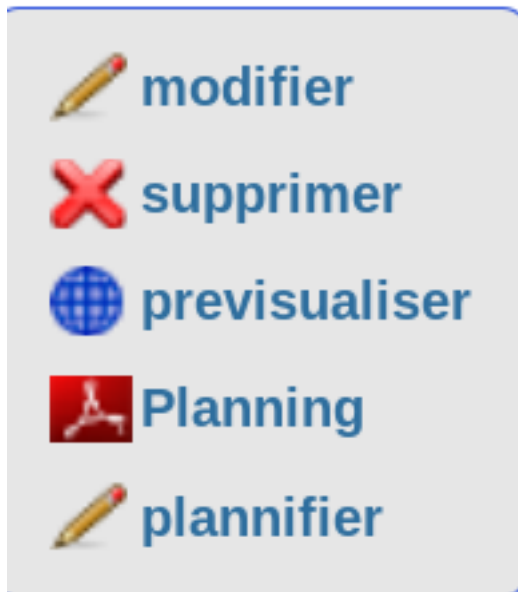 modifier
supprimer
previsualiser
Planning
plannifier